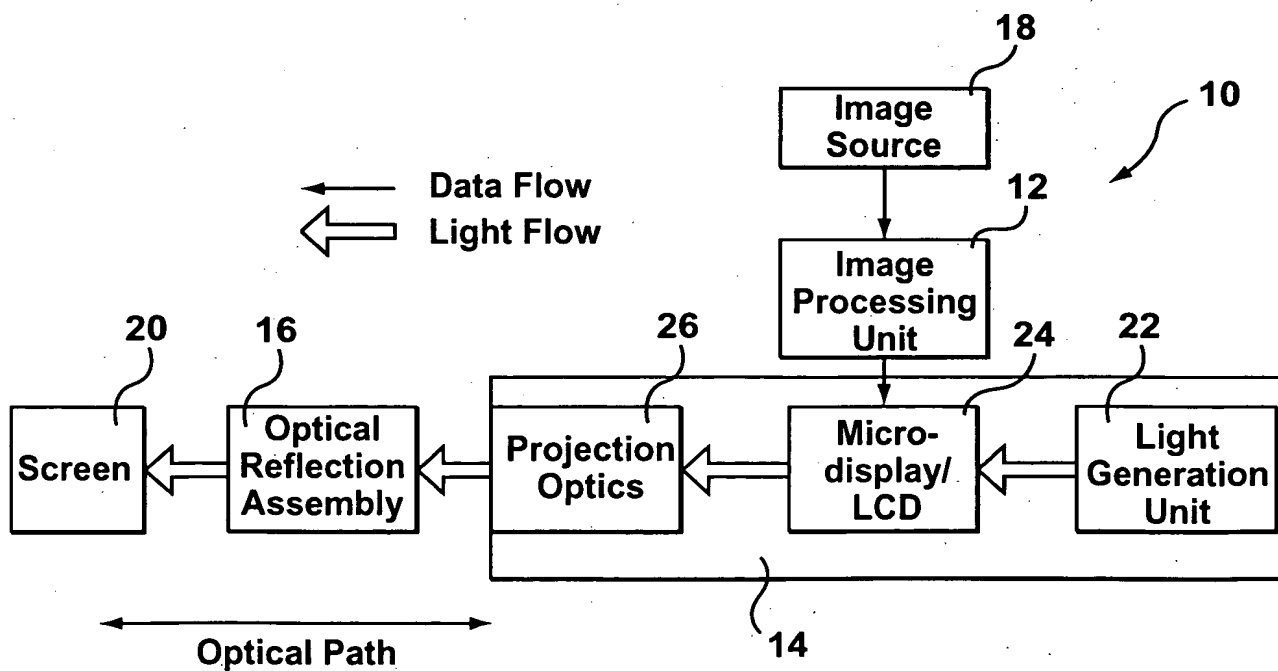 18
10
Image
Source
Data Flow
Light Flow
12
Image
Processing
Unit
20
16
26
24
22
Screen
Optical
Reflection
Assembly
Projection
Optics
Micro-
display/
LCD
Light
Generation
Unit
14
Optical Path